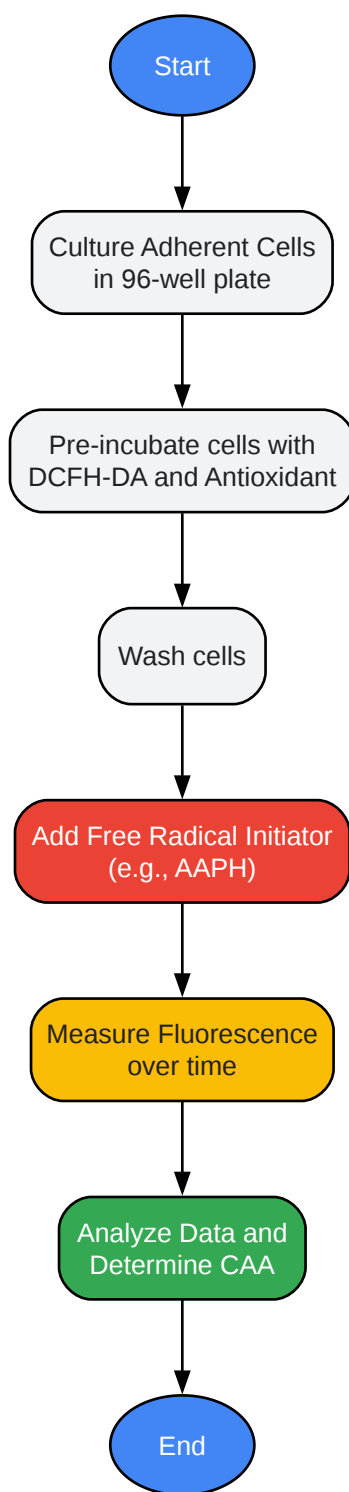 Start
Culture Adherent Cells
in 96-well plate
Pre-incubate cells with
DCFH-DA and Antioxidant
Wash cells
Add Free Radical Initiator
(e.g., AAPH)
Measure Fluorescence
over time
Analyze Data and
Determine CAA
End